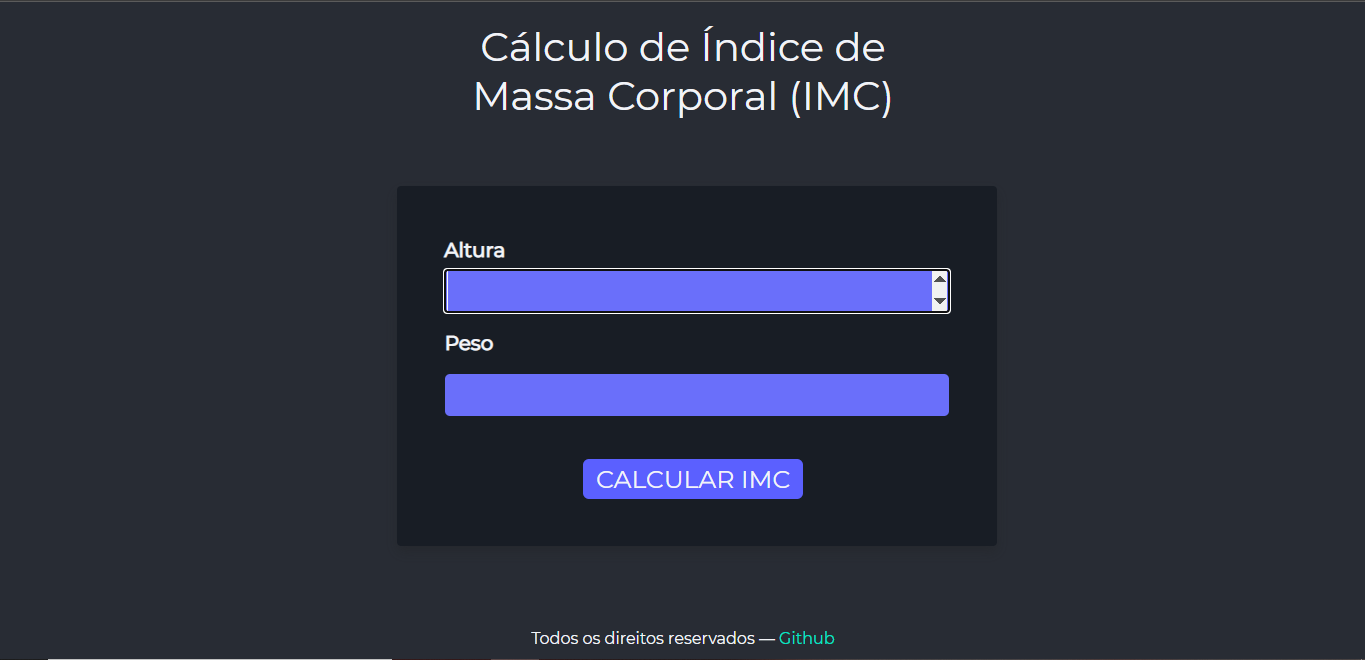 Cálculo de Índice de
Massa Corporal (IMC)
Altura
Peso
CALCULAR IMC
Todos os direitos reservados — Github